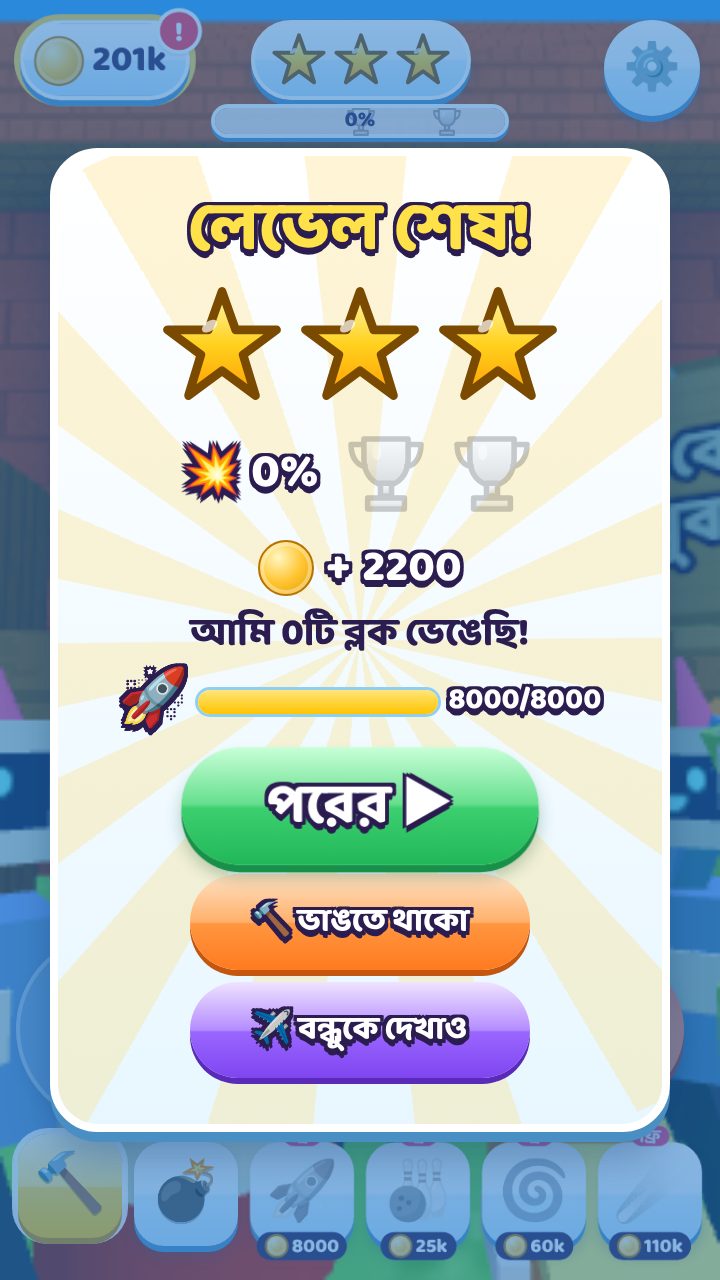 201k
!
0%
লেভেল শেষ!
0%
+ 2200
আমি 0টি ব্লক ভেঙেছি!
8000/8000
পরের
ভাঙতে থাকো
বন্ধুকে দেখাও
8000
25k
60k
110k